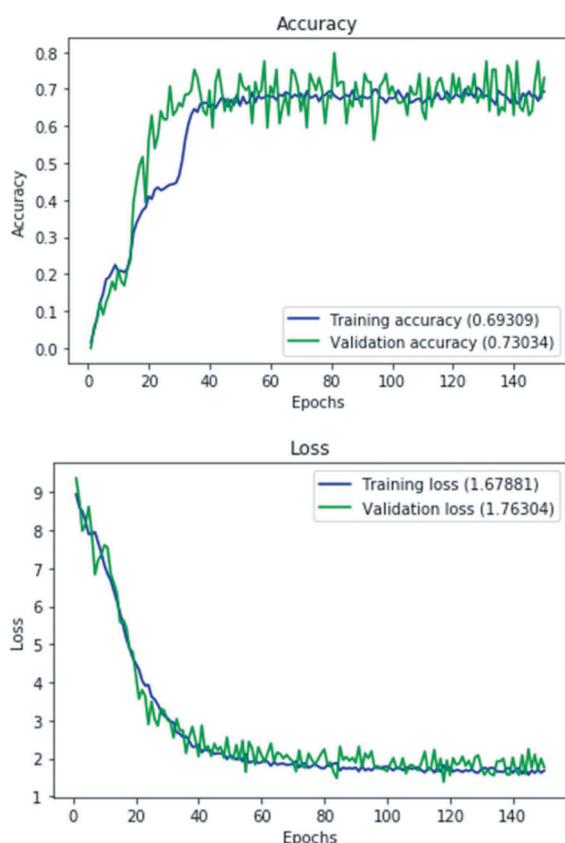 Accuracy
0.8
0.7
0.6
0.5
0.4
0.3
0.2
0.1
0.0
Accuracy
Training accuracy (0.69309)
Validation accuracy (0.73034)
0 20 40 60 80 100 120 140
Epochs
Loss
9
8
7
6
5
4
3
2
1
Loss
Training loss (1.67881)
Validation loss (1.76304)
0 20 40 60 80 100 120 140
Epochs